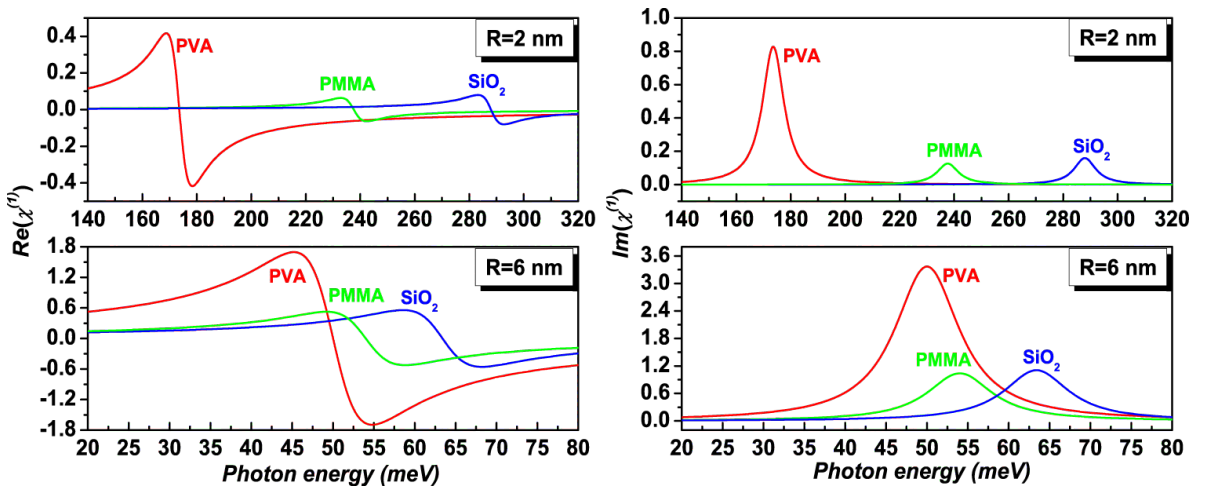 Re(χ⁽¹⁾)
0.4
0.2
0.0
-0.2
-0.4
PVA
PMMA
SiO₂
R=2 nm
140 160 180 200 220 240 260 280 300 320
1.8
1.2
0.6
0.0
-0.6
-1.2
-1.8
PVA
PMMA
SiO₂
R=6 nm
20 25 30 35 40 45 50 55 60 65 70 75 80
Photon energy (meV)
Im(χ⁽¹⁾)
1.0
0.8
0.6
0.4
0.2
0.0
PVA
PMMA
SiO₂
R=2 nm
140 160 180 200 220 240 260 280 300 320
3.6
3.0
2.4
1.8
1.2
0.6
0.0
PVA
PMMA
SiO₂
R=6 nm
20 25 30 35 40 45 50 55 60 65 70 75 80
Photon energy (meV)